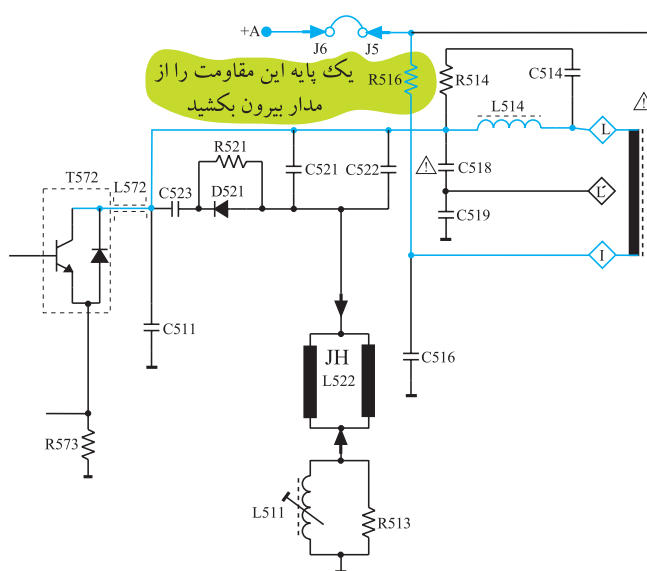 +A
J6 J5
یک پایه این مقاومت را از
مدار بیرون بکشید
R516
R514
C514
L514
L
R521
T572
L572
C523
D521
C521
C522
C518
L′
C519
I
C511
JH
L522
C516
R573
L511
R513